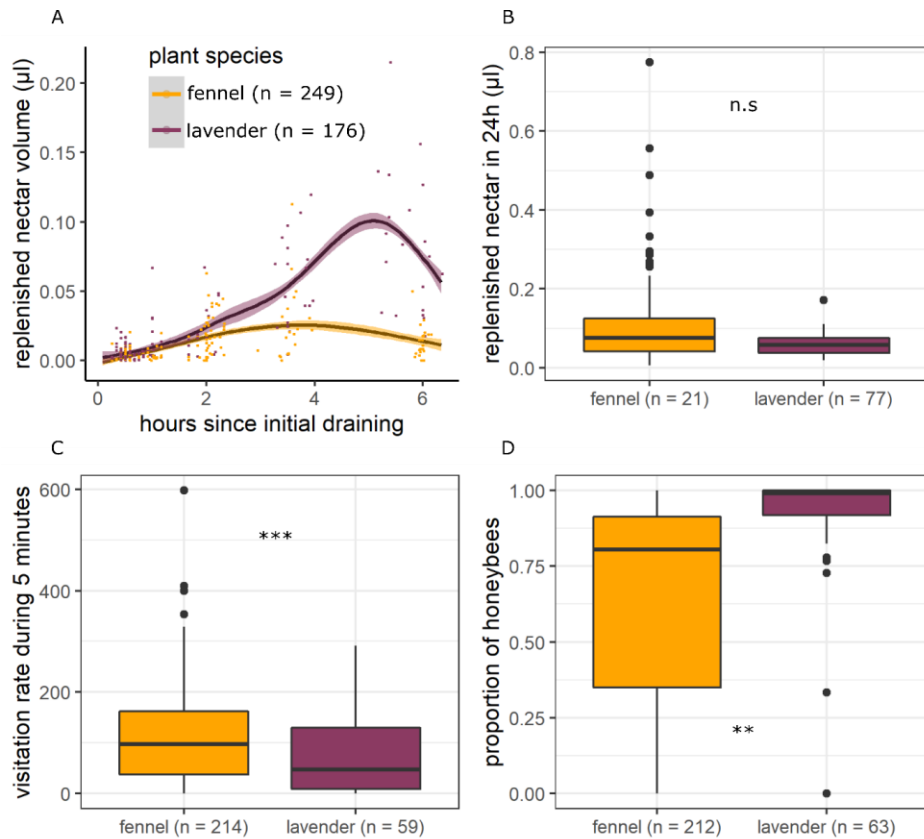 A
replenished nectar volume (µl)
0.20
0.15
0.10
0.05
0.00
plant species
fennel (n = 249)
lavender (n = 176)
0
2
4
6
hours since initial draining
B
replenished nectar in 24h (µl)
0.8
0.6
0.4
0.2
0.0
n.s
fennel (n = 21)
lavender (n = 77)
C
visitation rate during 5 minutes
600
400
200
0
***
fennel (n = 214)
lavender (n = 59)
D
proportion of honeybees
1.00
0.75
0.50
0.25
0.00
**
fennel (n = 212)
lavender (n = 63)